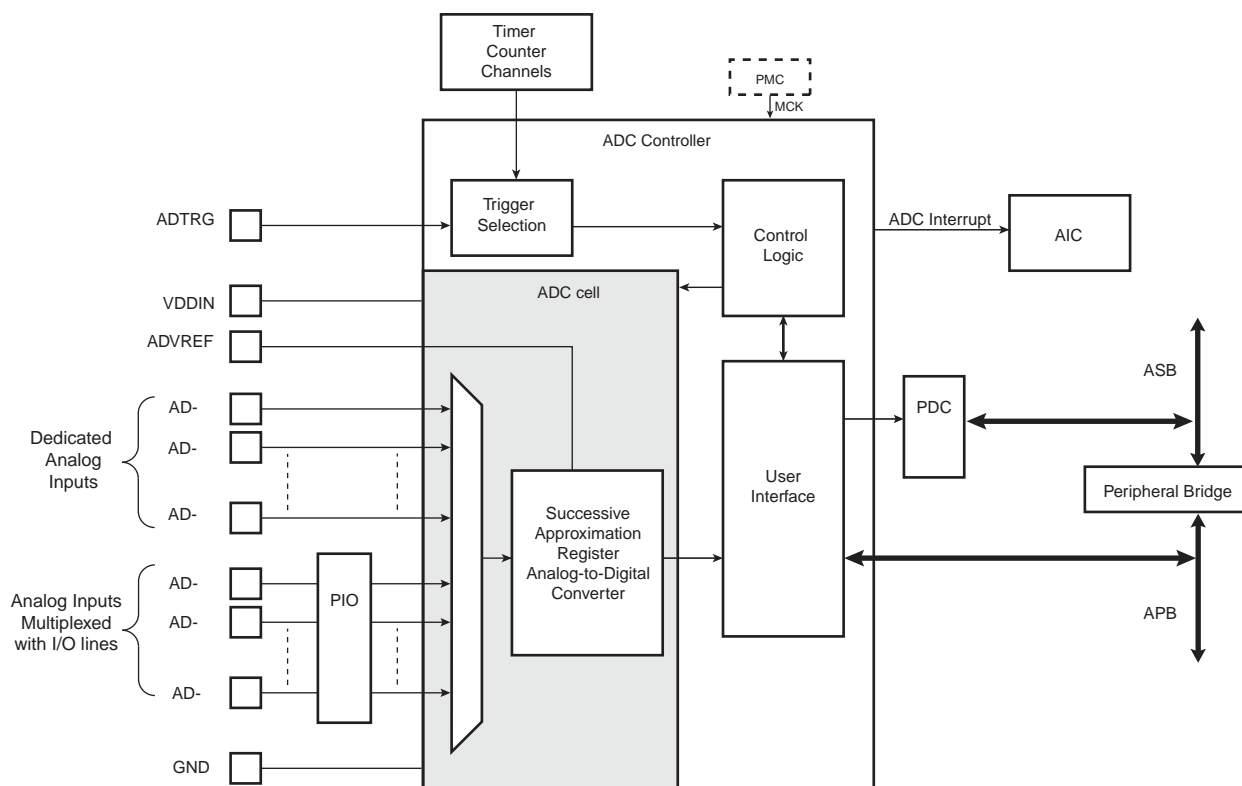 Timer
Counter
Channels
PMC
MCK
ADC Controller
ADTRG
Trigger
Selection
Control
Logic
ADC Interrupt
AIC
ADC cell
VDDIN
ADVREF
ASB
Dedicated
Analog
Inputs
AD-
AD-
AD-
PDC
User
Interface
Peripheral Bridge
Successive
Approximation
Register
Analog-to-Digital
Converter
Analog Inputs
Multiplexed
with I/O lines
AD-
AD-
AD-
PIO
APB
GND